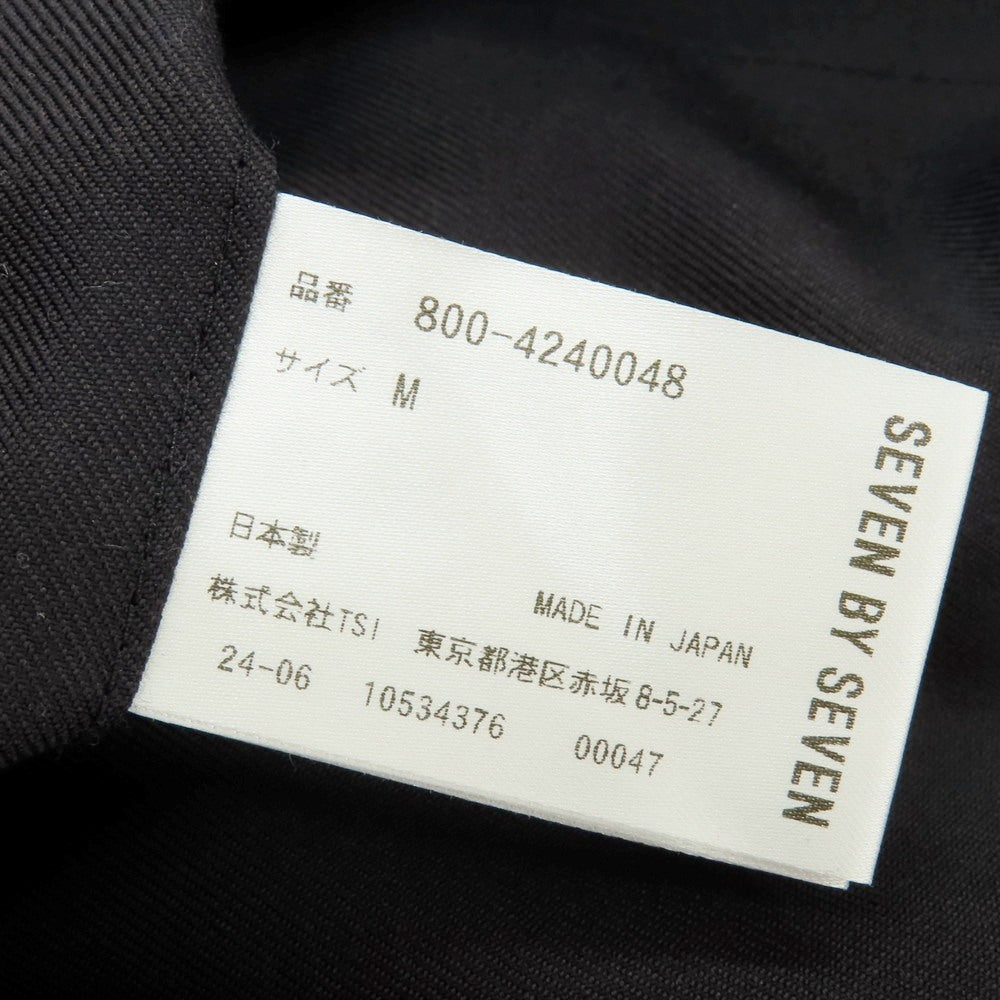 品番 800-4240048
サイズ M
日本製 MADE IN JAPAN
株式会社TSI 東京都港区赤坂8-5-27
24-06 10534376 00047
SEVEN BY SEVEN